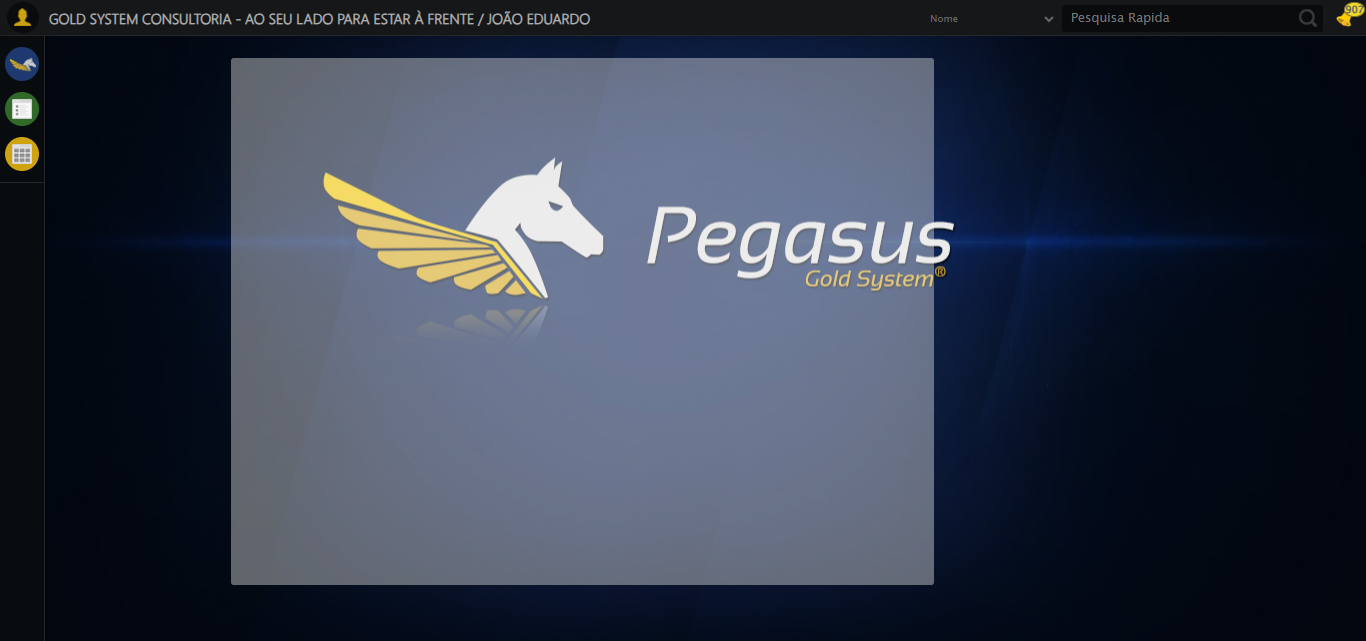 GOLD SYSTEM CONSULTORIA - AO SEU LADO PARA ESTAR À FRENTE / JOÃO EDUARDO
Nome
Pesquisa Rapida
907
Pegasus
Gold System®